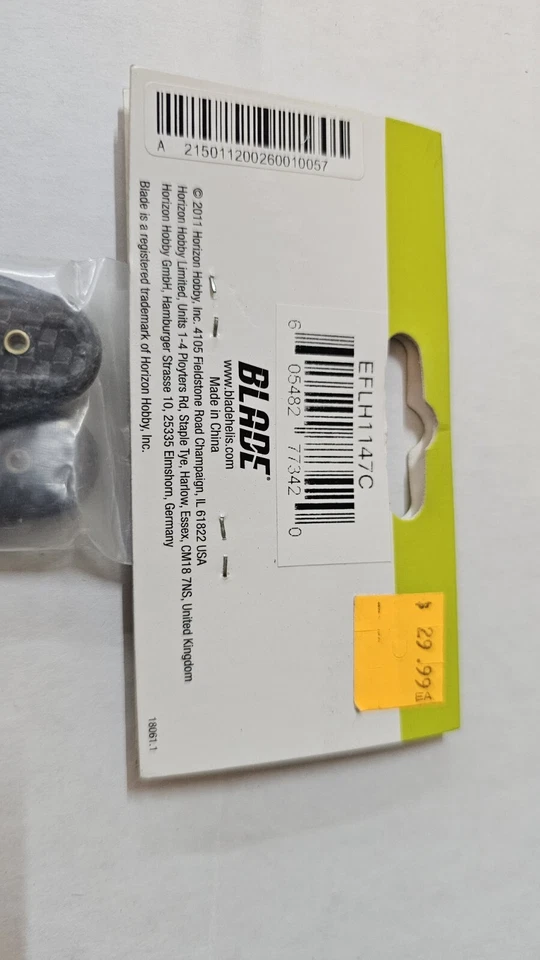 A 215011200260010057
EFLH1147C
6 05482 77342 0
BLADE®
www.bladehelis.com
Made in China
© 2011 Horizon Hobby, Inc. 4105 Fieldstone Road Champaign, IL 61822 USA
Horizon Hobby Limited, Units 1-4 Ployters Rd, Staple Tye, Harlow, Essex, CM18 7NS, United Kingdom
Horizon Hobby GmbH, Hamburger Strasse 10, 25335 Elmshorn, Germany
Blade is a registered trademark of Horizon Hobby, Inc.
18061.1
$ 29.99
EA